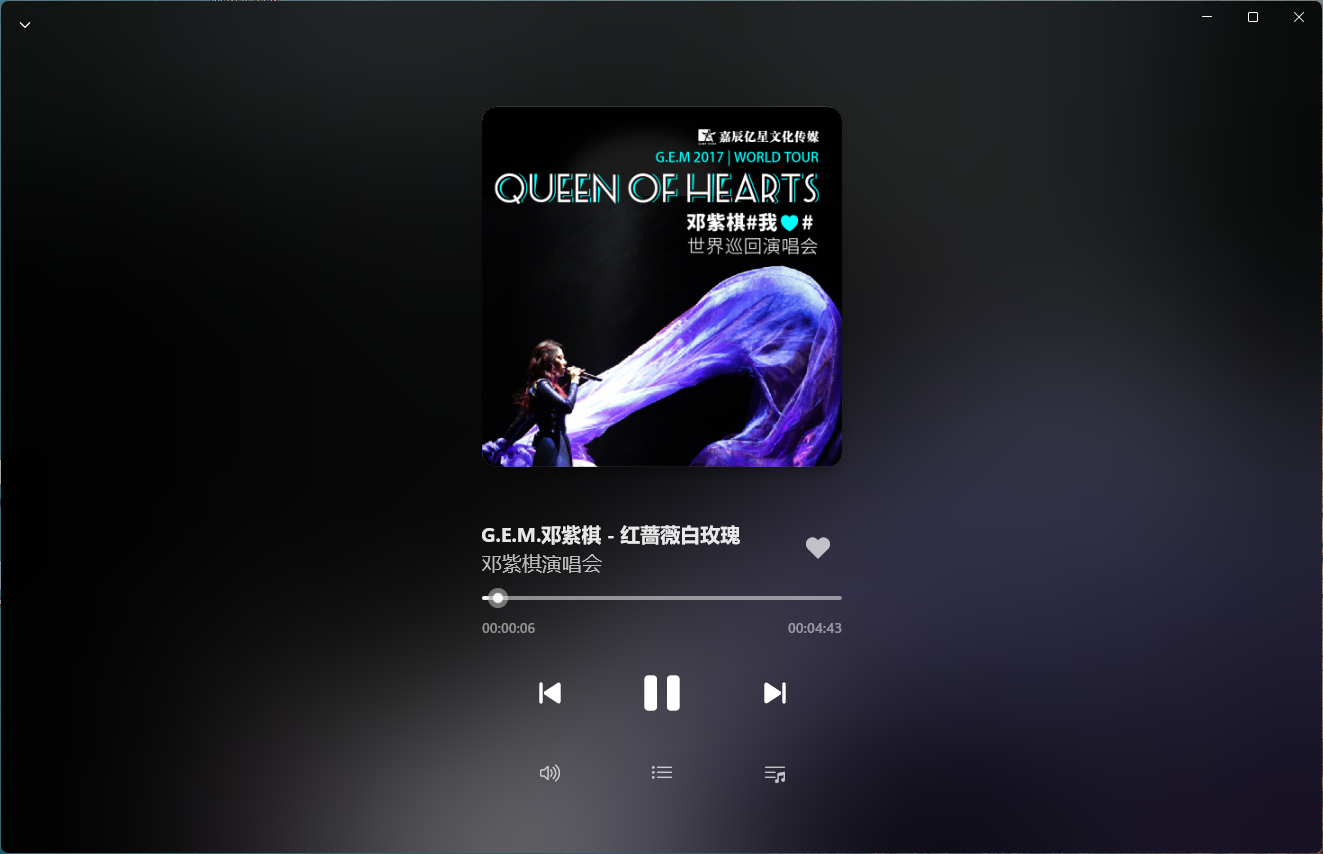 嘉辰亿星文化传媒
G.E.M 2017 | WORLD TOUR
QUEEN OF HEARTS
邓紫棋#我♥#
世界巡回演唱会
G.E.M.邓紫棋 - 红蔷薇白玫瑰
邓紫棋演唱会
00:00:06 00:04:43